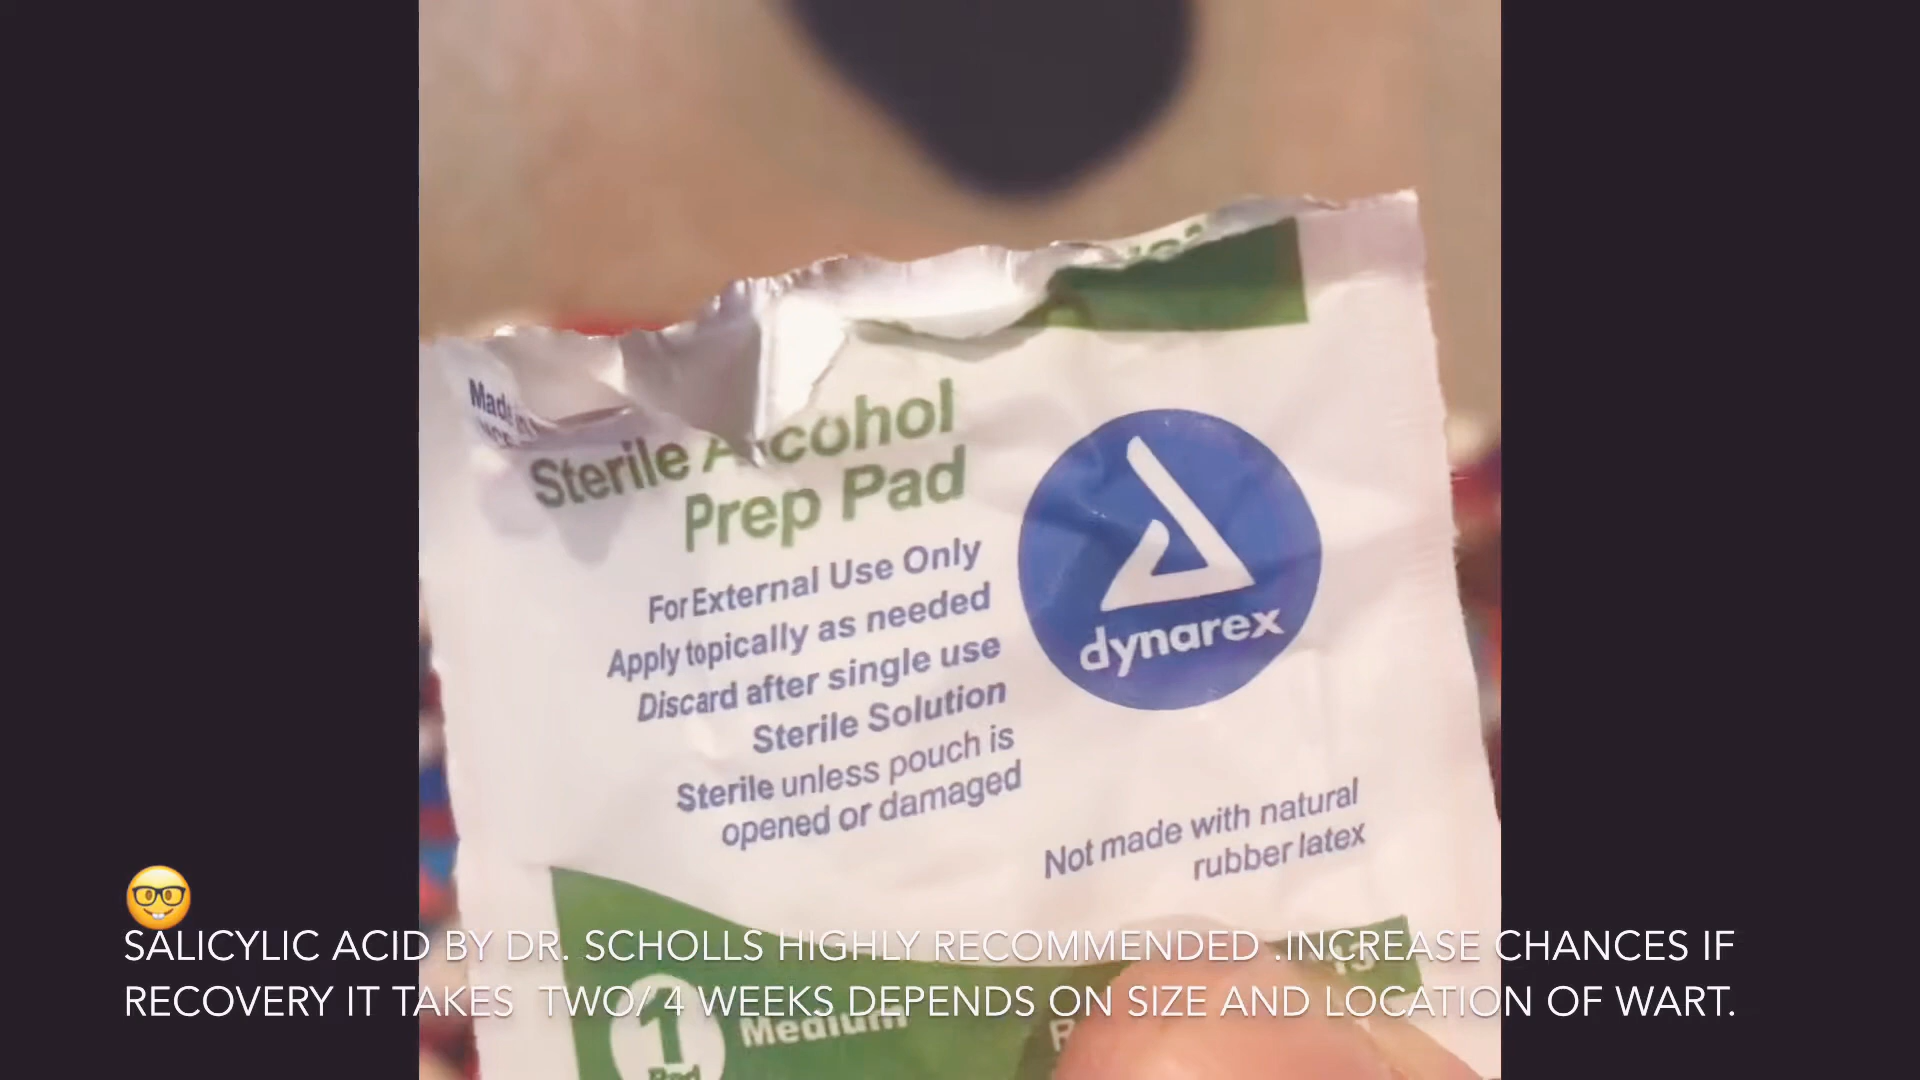 Sterile Alcohol
Prep Pad
For External Use Only
Apply topically as needed
Discard after single use
Sterile Solution
Sterile unless pouch is
opened or damaged
dynarex
Not made with natural
rubber latex
1
Medium
SALICYLIC ACID BY DR. SCHOLLS HIGHLY RECOMMENDED .INCREASE CHANCES IF
RECOVERY IT TAKES TWO/ 4 WEEKS DEPENDS ON SIZE AND LOCATION OF WART.